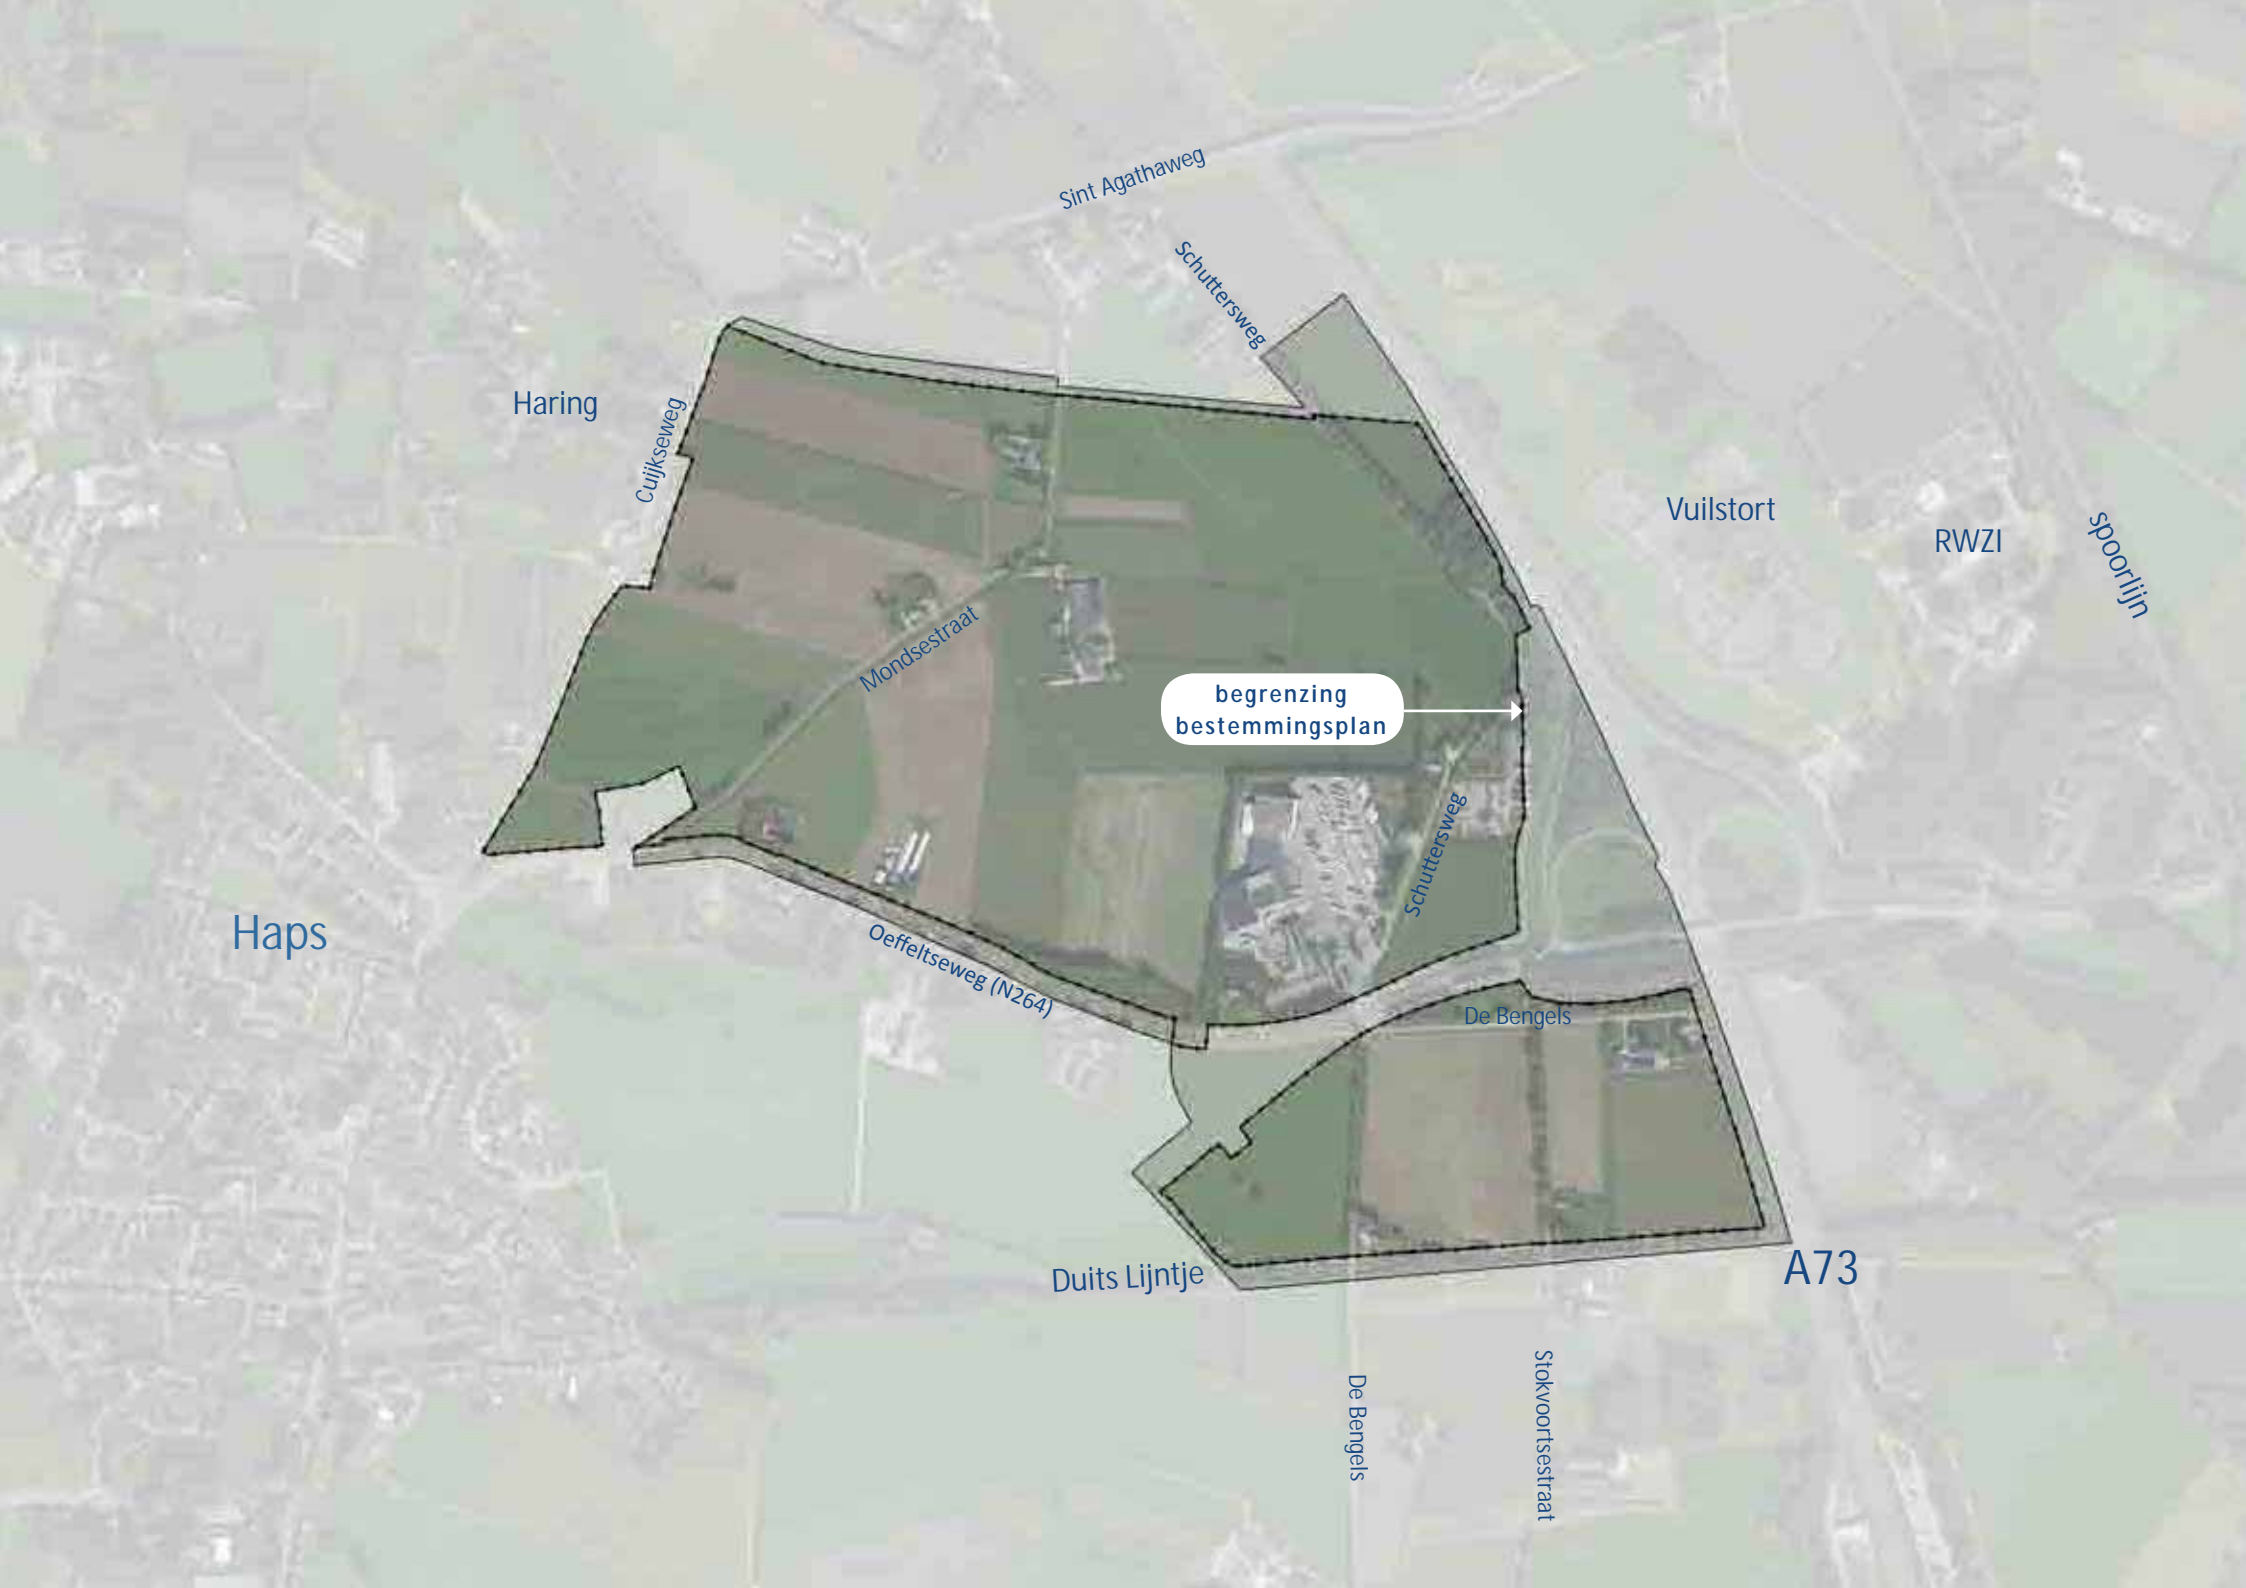 Sint Agathaweg
Schuttersweg
Haring
Cuijkseweg
Vuilstort
RWZI
spoorlijn
Mondsestraat
begrenzing
bestemmingsplan
Schuttersweg
Haps
Oeffeltseweg (N264)
De Bengels
Duits Lijntje
A73
De Bengels
Stokvoortsestraat